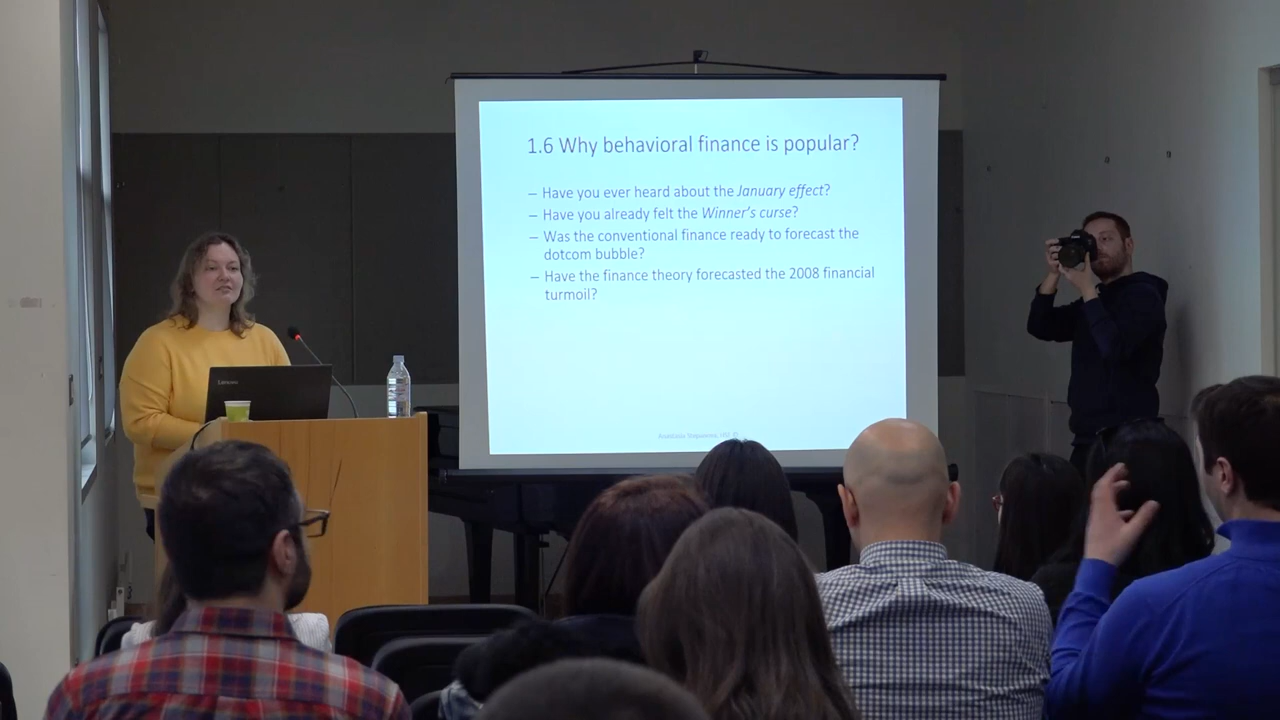 1.6 Why behavioral finance is popular?
– Have you ever heard about the January effect?
– Have you already felt the Winner's curse?
– Was the conventional finance ready to forecast the
dotcom bubble?
– Have the finance theory forecasted the 2008 financial
turmoil?
Lenovo